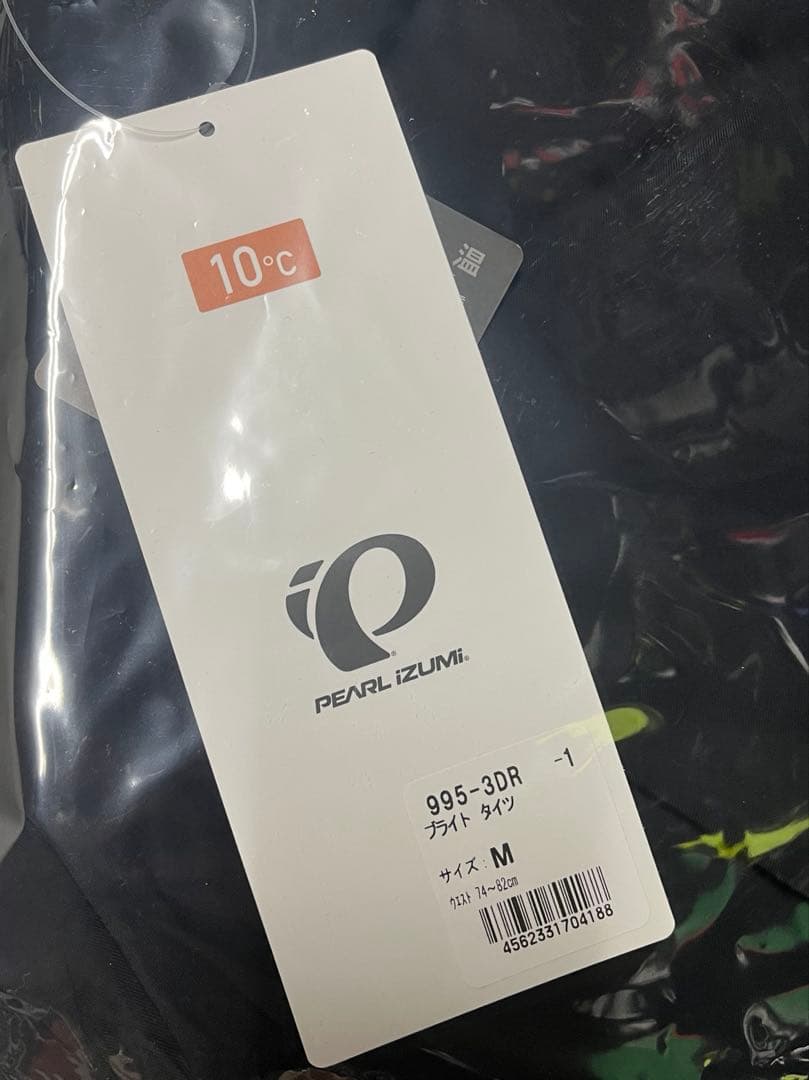 10°C
温
PEARL iZUMi®
995-3DR -1
ブライト タイツ
サイズ: M
ウエスト 74～82cm
4562331704188